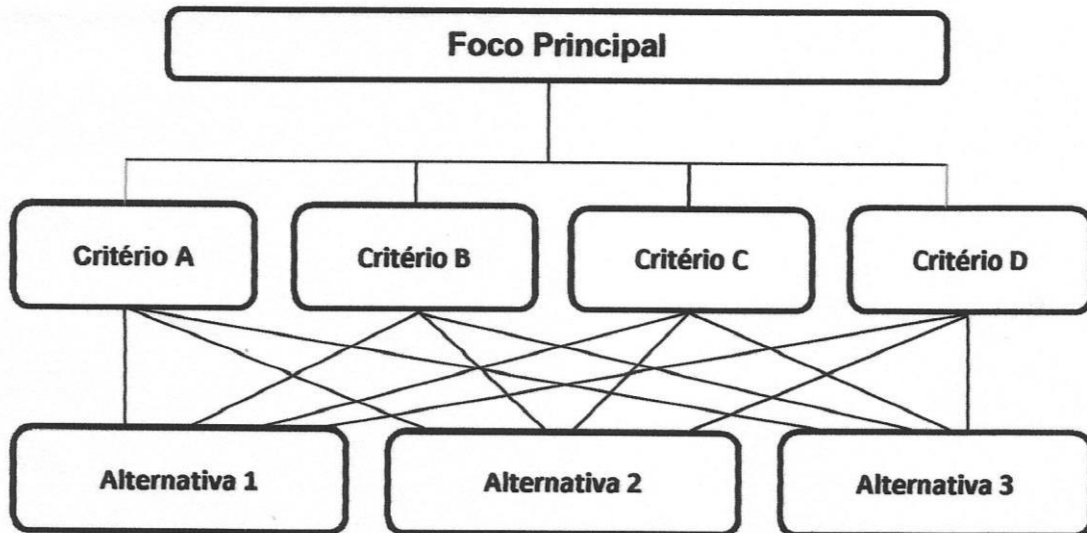 Foco Principal
Critério A
Critério B
Critério C
Critério D
Alternativa 1
Alternativa 2
Alternativa 3